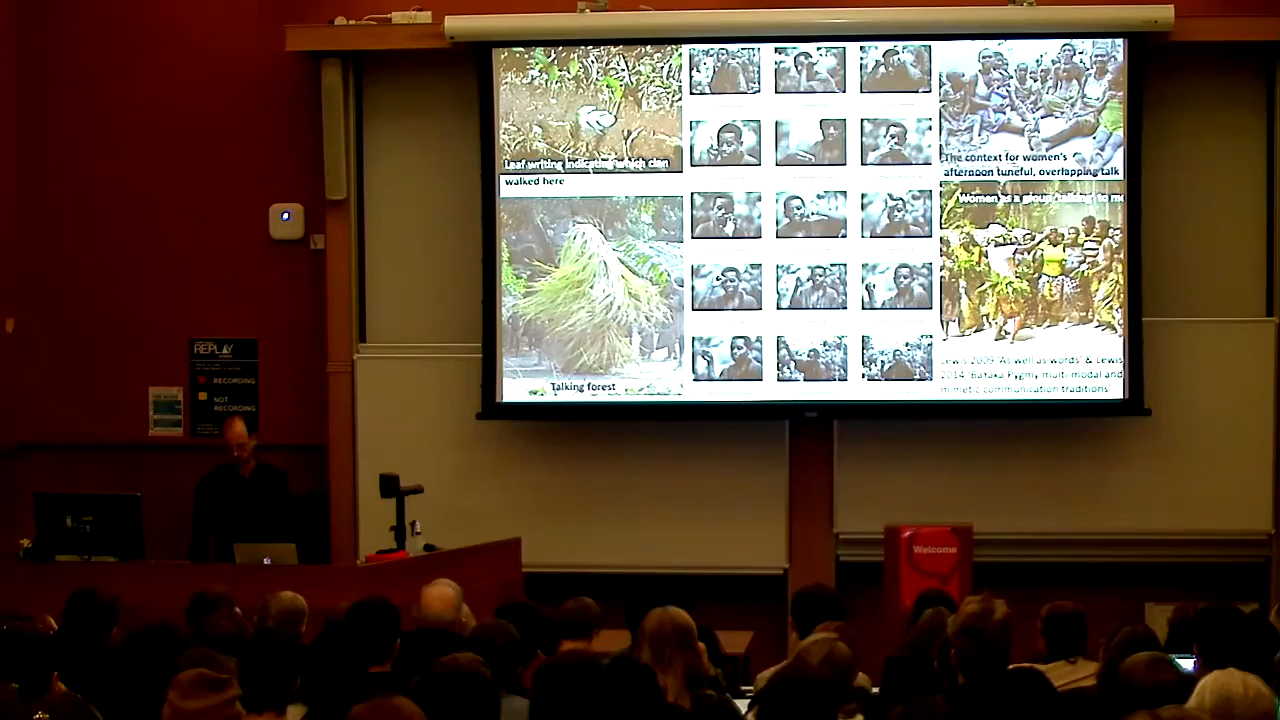 Leaf writing indicating which clan
walked here
Talking forest
The context for women's
afternoon tuneful, overlapping talk
Women as a group 'talking' to m
Lewis 2009 'As well as words' & Lewis
2014 'BaYaka Pygmy multi-modal and
mimetic communication traditions'
REPLAY
RECORDING
NOT
RECORDING
Welcome